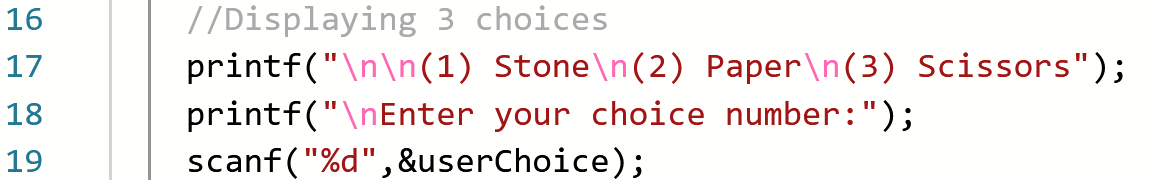 16 //Displaying 3 choices
17 printf("\n\n(1) Stone\n(2) Paper\n(3) Scissors");
18 printf("\nEnter your choice number:");
19 scanf("%d",&userChoice);